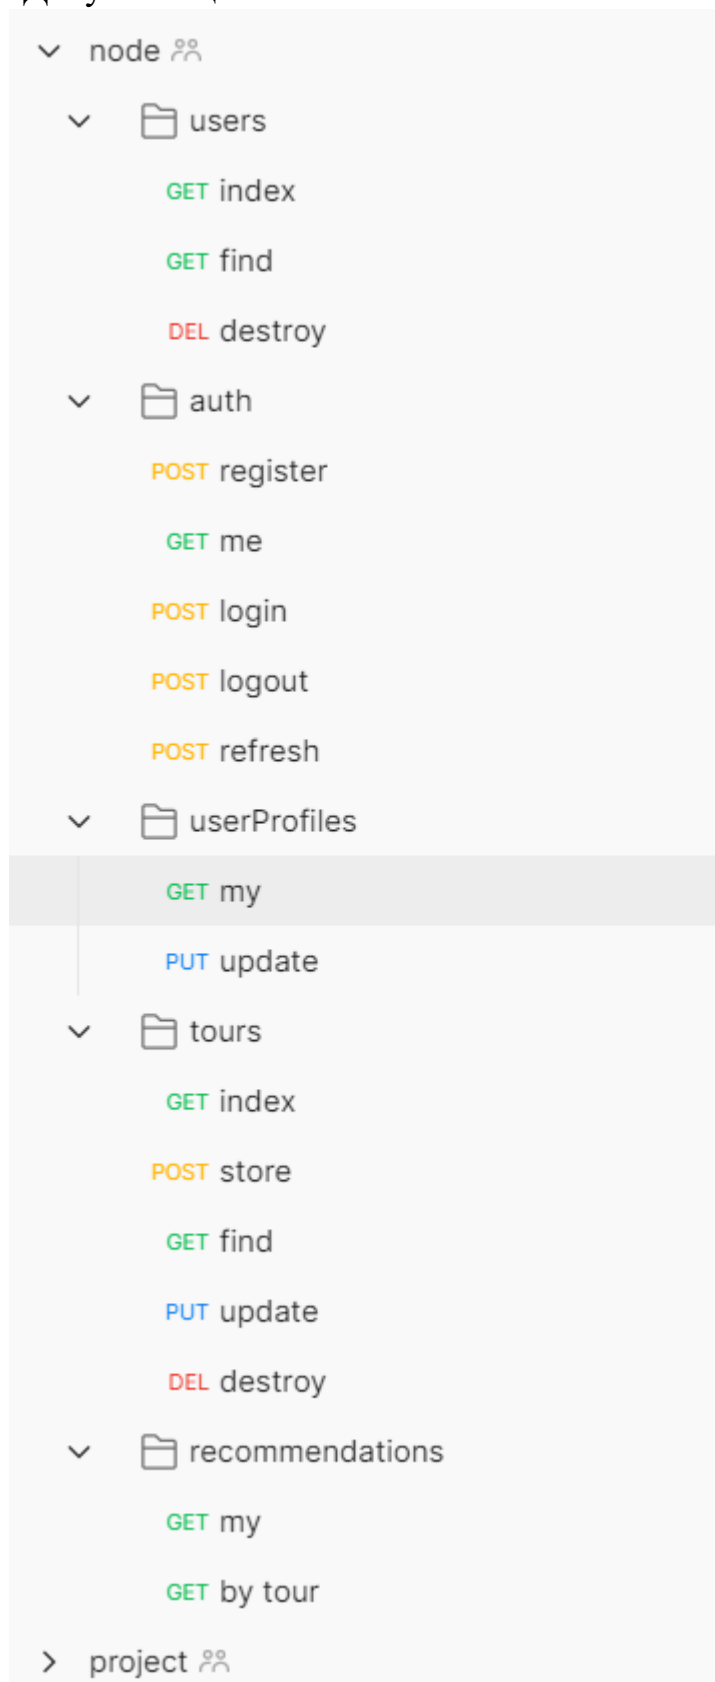 node
users
GET index
GET find
DEL destroy
auth
POST register
GET me
POST login
POST logout
POST refresh
userProfiles
GET my
PUT update
tours
GET index
POST store
GET find
PUT update
DEL destroy
recommendations
GET my
GET by tour
project